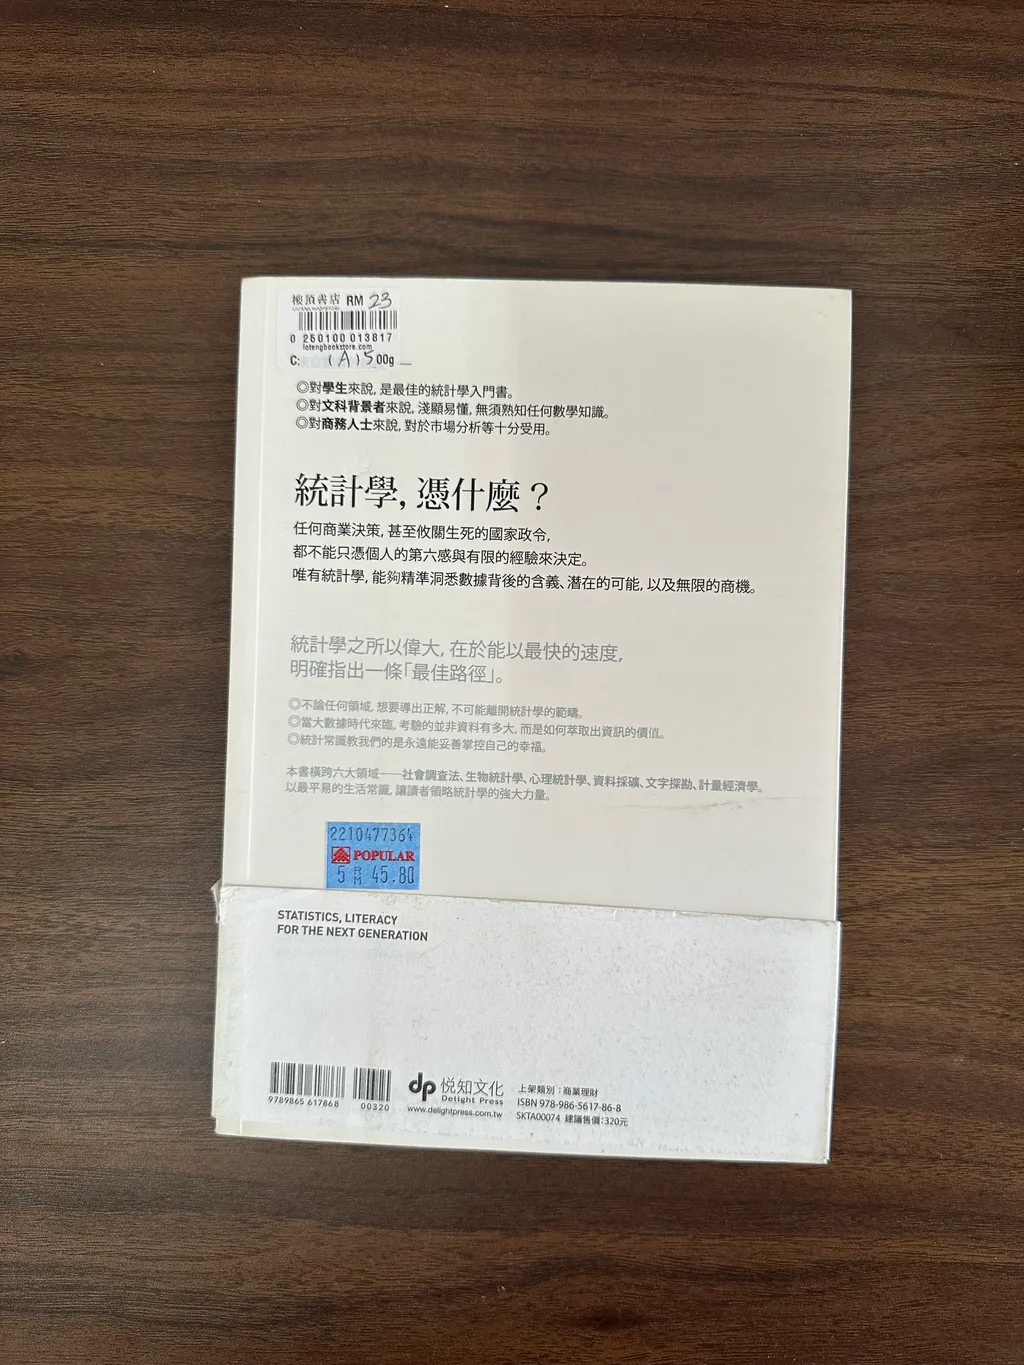 樓頂書店 RM 23
0 250100 013817
lotengbookstore.com
C: (A) 500g
◎對學生來說, 是最佳的統計學入門書。
◎對文科背景者來說, 淺顯易懂, 無須熟知任何數學知識。
◎對商務人士來說, 對於市場分析等十分受用。
統計學, 憑什麼？
任何商業決策, 甚至攸關生死的國家政令,
都不能只憑個人的第六感與有限的經驗來決定。
唯有統計學, 能夠精準洞悉數據背後的含義、潛在的可能, 以及無限的商機。
統計學之所以偉大, 在於能以最快的速度,
明確指出一條「最佳路徑」。
◎不論任何領域, 想要導出正解, 不可能離開統計學的範疇。
◎當大數據時代來臨, 考驗的並非資料有多大, 而是如何萃取出資訊的價值。
◎統計常識教我們的是永遠能妥善掌控自己的幸福。
本書橫跨六大領域──社會調查法、生物統計學、心理統計學、資料採礦、文字探勘、計量經濟學。
以最平易的生活常識, 讓讀者領略統計學的強大力量。
2210477364
POPULAR
5 RM 45.80
STATISTICS, LITERACY
FOR THE NEXT GENERATION
9789865 617868 00320
dp 悦知文化
Delight Press
www.delightpress.com.tw
上架類別：商業理財
ISBN 978-986-5617-86-8
SKTA00074 建議售價:320元